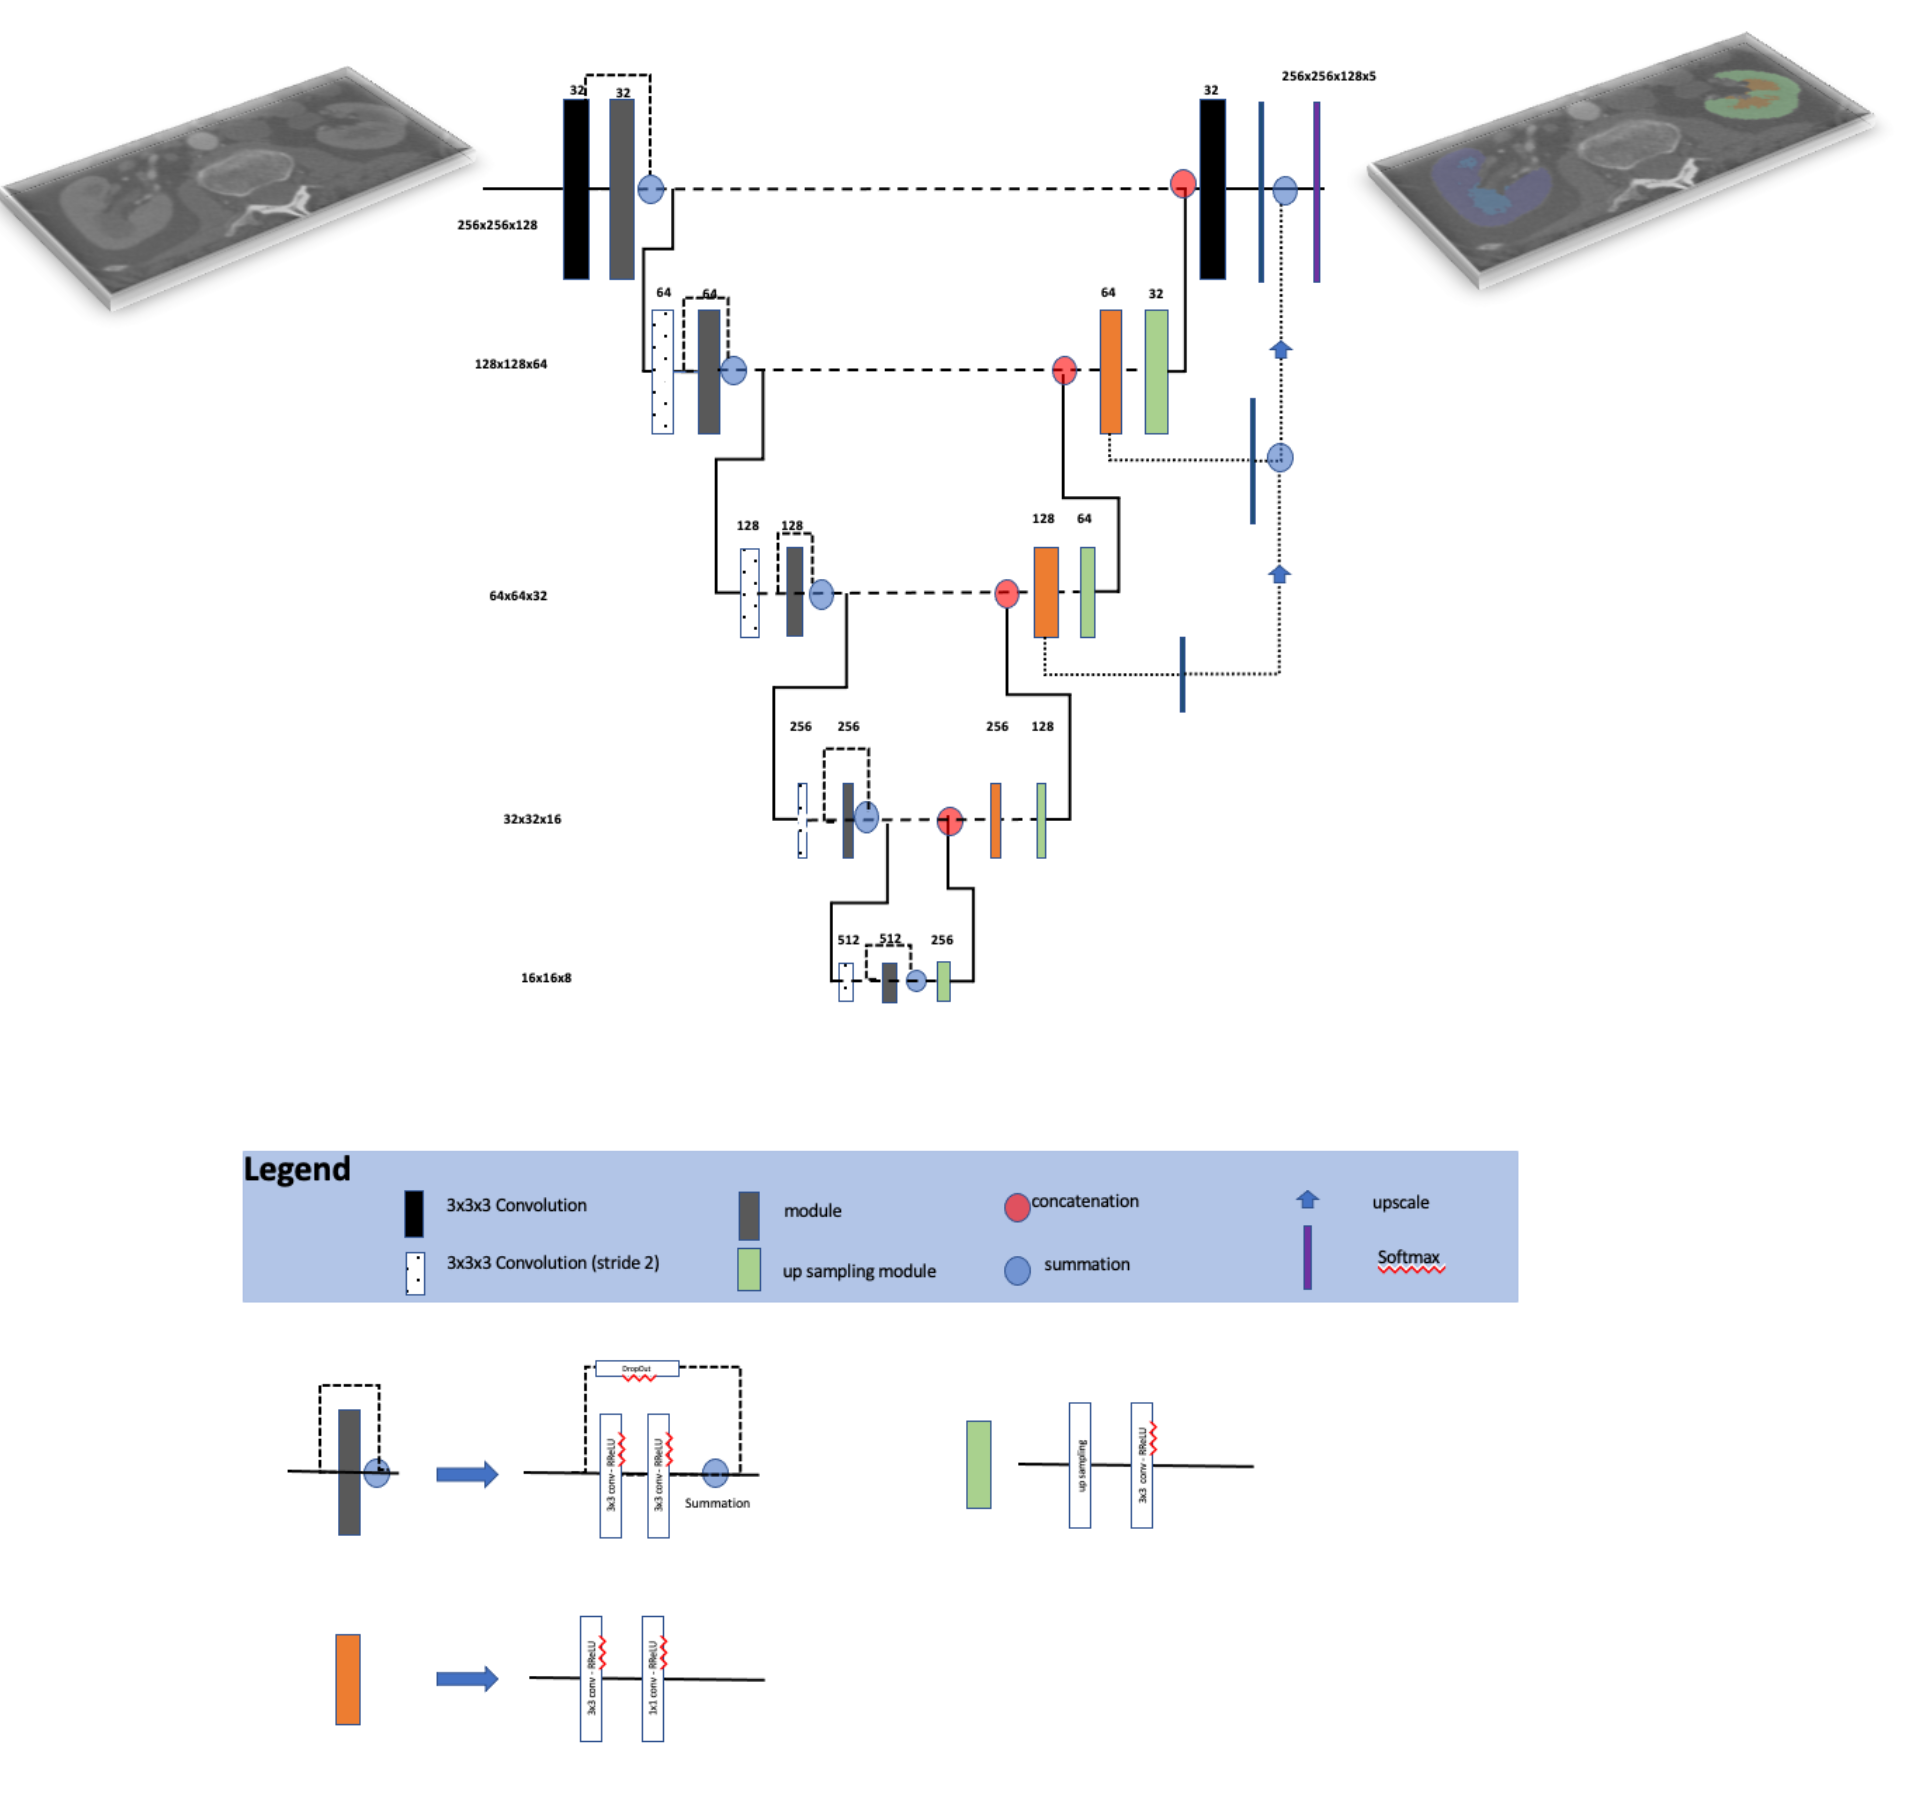 256x256x128x5
32
32
32
256x256x128
64
64
64
32
128x128x64
128
128
128
64
64x64x32
256
256
256
128
32x32x16
512
512
256
16x16x8
Legend
3x3x3 Convolution
module
concatenation
upscale
3x3x3 Convolution (stride 2)
up sampling module
summation
Softmax
DropOut
3x3 conv - RReLU
3x3 conv - RReLU
Summation
up sampling
3x3 conv - RReLU
3x3 conv - RReLU
1x1 conv - RReLU